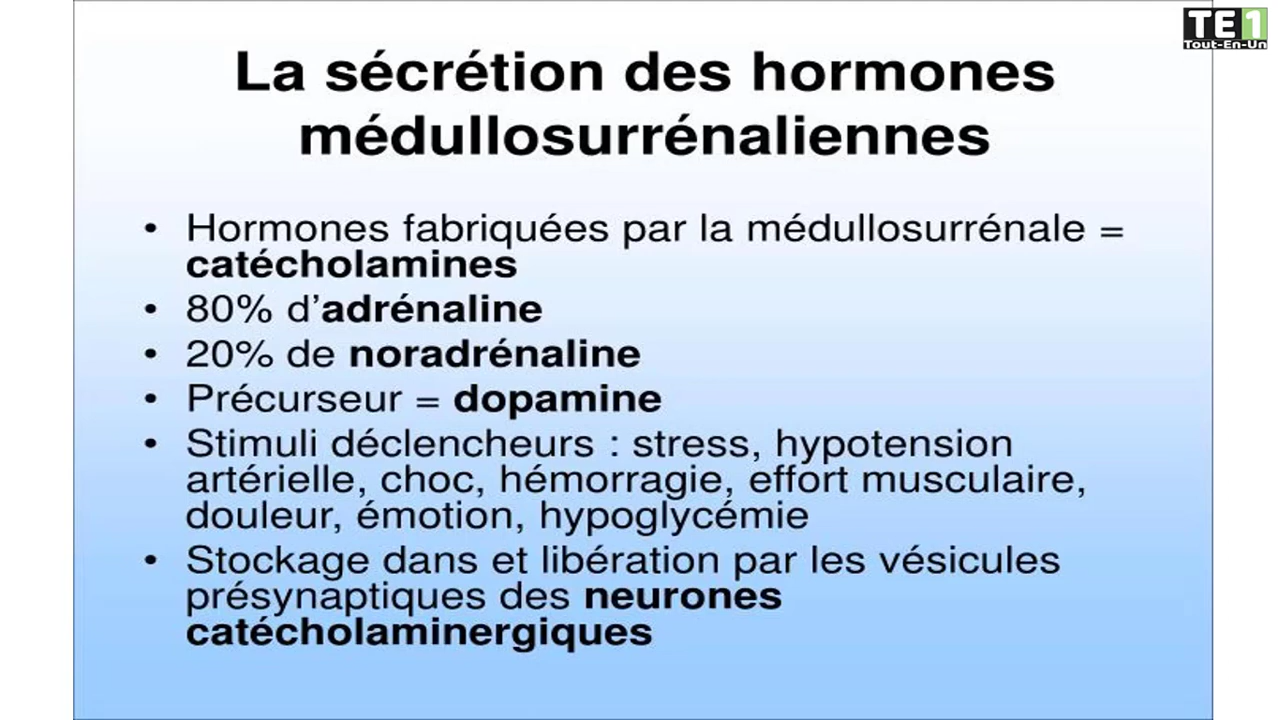 TE1
Tout-En-Un
La sécrétion des hormones
médullosurrénaliennes
• Hormones fabriquées par la médullosurrénale =
catécholamines
• 80% d’adrénaline
• 20% de noradrénaline
• Précurseur = dopamine
• Stimuli déclencheurs : stress, hypotension
artérielle, choc, hémorragie, effort musculaire,
douleur, émotion, hypoglycémie
• Stockage dans et libération par les vésicules
présynaptiques des neurones
catécholaminergiques